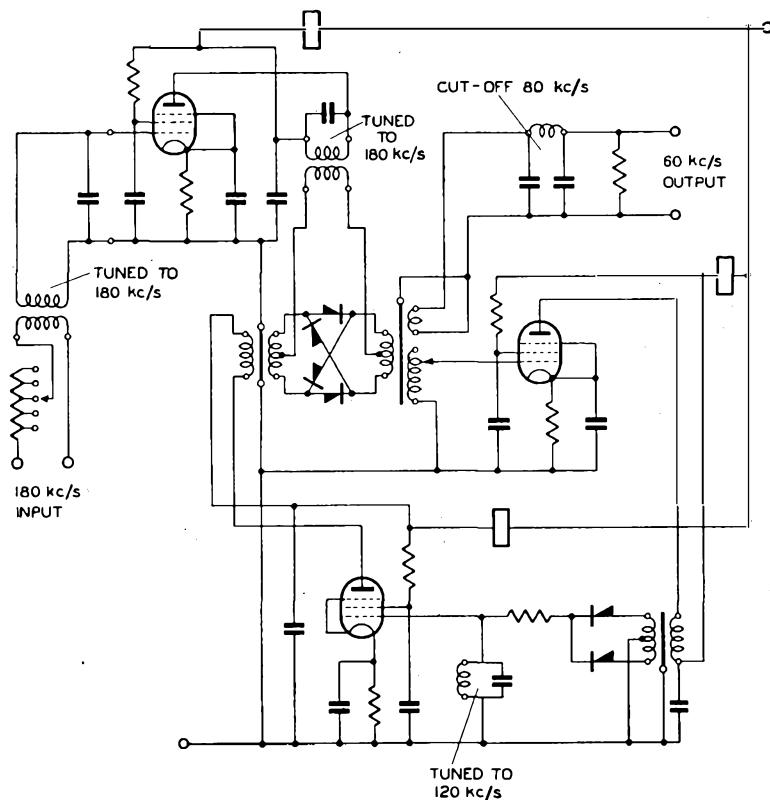 CUT-OFF 80 kc/s
TUNED
TO
180 kc/s
60 kc/s
OUTPUT
TUNED TO
180 kc/s
180 kc/s
INPUT
TUNED TO
120 kc/s